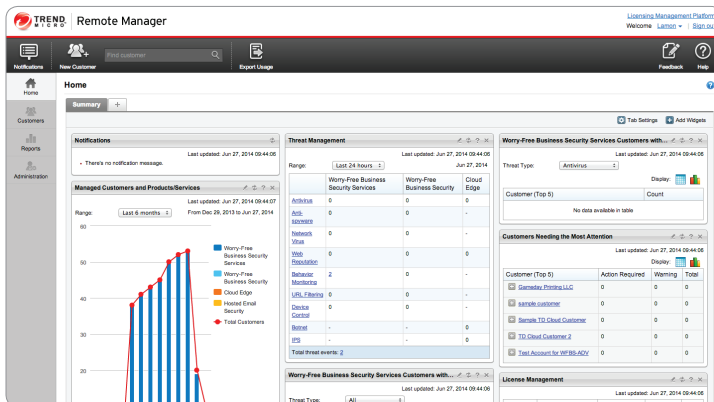 TREND MICRO Remote Manager
Licensing Management Platform
Welcome Lamon Sign out
Find customer
Notifications New Customer Export Usage Feedback Help
Home
Customers
Reports
Administration
Home
Summary +
Tab Settings Add Widgets
Notifications
Last updated: Jun 27, 2014 09:44:06
There's no notification message.
Managed Customers and Products/Services
Last updated: Jun 27, 2014 09:44:07
Range: Last 6 months From Dec 29, 2013 to Jun 27, 2014
60
50
40
30
20
Worry-Free
Business Security
Services
Worry-Free
Business Security
Cloud Edge
Hosted Email
Security
Total Customers
Threat Management
Last updated: Jun 27, 2014 09:44:06
Range: Last 24 hours Jun 27, 2014
Worry-Free Business Security Services
Worry-Free Business Security
Cloud Edge
Antivirus 0 0 0
Anti-spyware 0 0 -
Network Virus 0 0 -
Web Reputation 0 0 0
Behavior Monitoring 2 0 -
URL Filtering 0 0 -
Device Control 0 0 -
Botnet - - 0
IPS - - 0
Total threat events: 2
Worry-Free Business Security Services Customers with...
Last updated: Jun 27, 2014 09:44:06
Threat Type: All
Worry-Free Business Security Services Customers with...
Last updated: Jun 27, 2014 09:44:06
Threat Type: Antivirus
Display:
Customer (Top 5) Count
No data available in table
Customers Needing the Most Attention
Last updated: Jun 27, 2014 09:44:06
Display:
Customer (Top 5) Action Required Warning Total
Gameday Printing LLC 0 0 0
sample customer 0 0 0
Sample TD Cloud Customer 0 0 0
TD Cloud Customer 2 0 0 0
Test Account for WFBS-ADV 0 0 0
License Management
Last updated: Jun 27, 2014 09:44:06